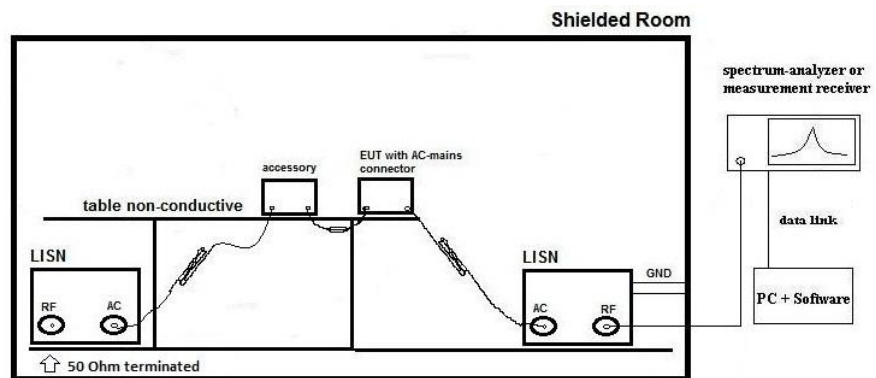 Shielded Room
spectrum-analyzer or
measurement receiver
EUT with AC-mains
connector
accessory
table non-conductive
data link
LISN
LISN
GND
RF
AC
AC
RF
PC + Software
50 Ohm terminated